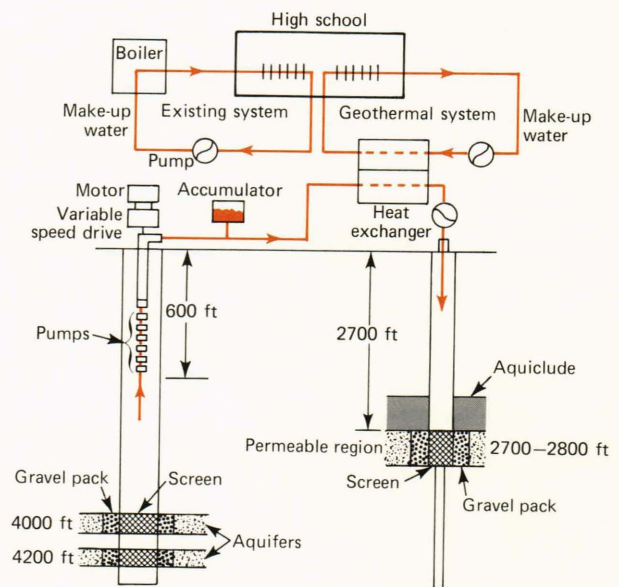 High school
Boiler
Make-up
water
Existing system
Geothermal system
Make-up
water
Pump
Motor
Accumulator
Variable
speed drive
Heat
exchanger
600 ft
2700 ft
Pumps
Aquiclude
Permeable region
2700–2800 ft
Gravel pack
Screen
Screen
Gravel pack
4000 ft
Aquifers
4200 ft